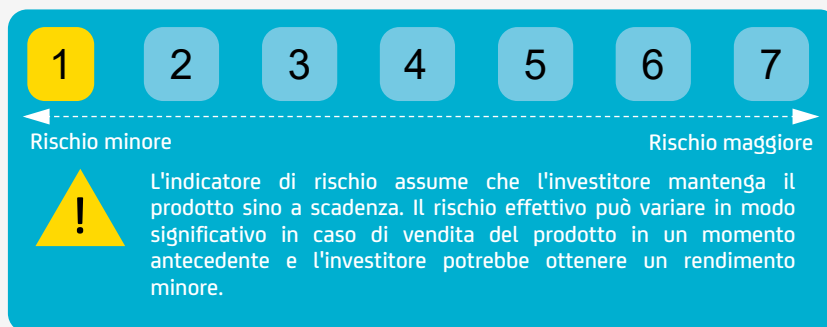 1 2 3 4 5 6 7
Rischio minore Rischio maggiore
!
L'indicatore di rischio assume che l'investitore mantenga il
prodotto sino a scadenza. Il rischio effettivo può variare in modo
significativo in caso di vendita del prodotto in un momento
antecedente e l'investitore potrebbe ottenere un rendimento
minore.